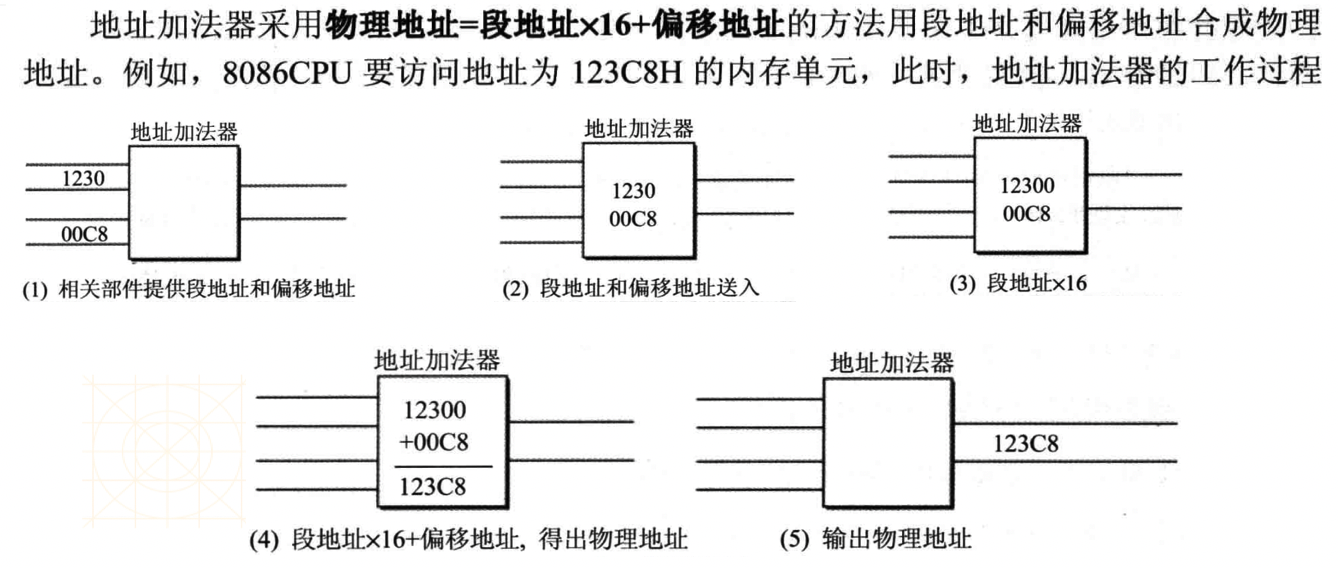 地址加法器采用物理地址=段地址×16+偏移地址的方法用段地址和偏移地址合成物理
地址。例如，8086CPU 要访问地址为 123C8H 的内存单元，此时，地址加法器的工作过程
地址加法器
1230
00C8
(1) 相关部件提供段地址和偏移地址
地址加法器
1230
00C8
(2) 段地址和偏移地址送入
地址加法器
12300
00C8
(3) 段地址×16
地址加法器
12300
+00C8
123C8
(4) 段地址×16+偏移地址, 得出物理地址
地址加法器
123C8
(5) 输出物理地址